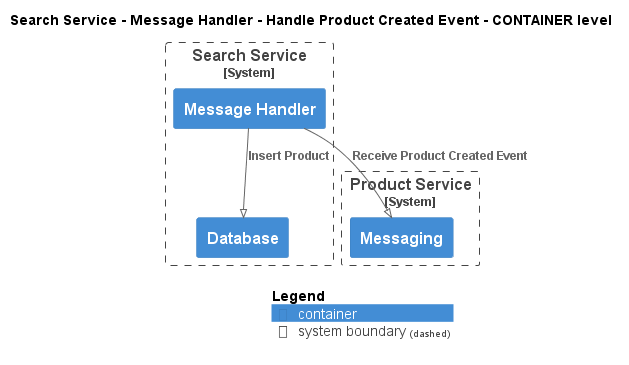 Search Service - Message Handler - Handle Product Created Event - CONTAINER level
Search Service
[System]
Message Handler
Insert Product
Receive Product Created Event
Product Service
[System]
Database
Messaging
Legend
container
system boundary (dashed)